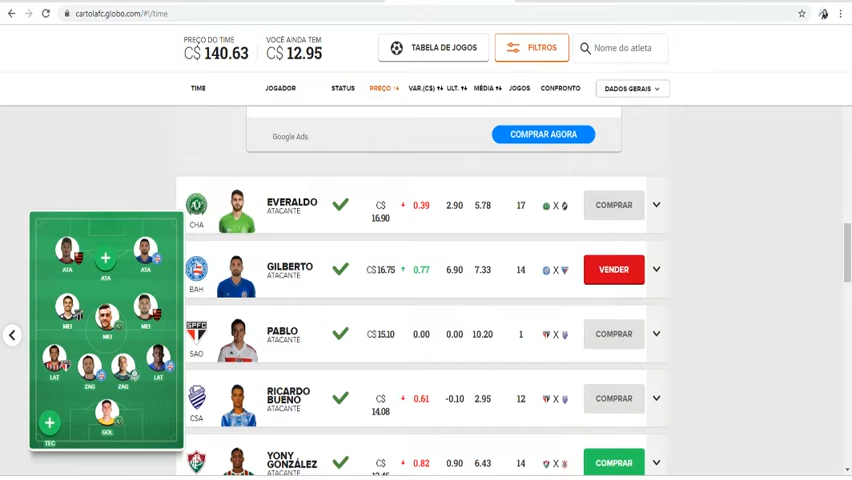 cartolafc.globo.com/#!/time
PREÇO DO TIME
C$ 140.63
VOCÊ AINDA TEM
C$ 12.95
TABELA DE JOGOS
FILTROS
Nome do atleta
TIME JOGADOR STATUS PREÇO VAR.(C$) ULT. MÉDIA JOGOS CONFRONTO DADOS GERAIS
Google Ads
COMPRAR AGORA
CHA
EVERALDO
ATACANTE
C$ 16.90 0.39 2.90 5.78 17 X COMPRAR
BAH
GILBERTO
ATACANTE
C$ 16.75 0.77 6.90 7.33 14 X VENDER
SPFC
SAO
PABLO
ATACANTE
C$ 15.10 0.00 0.00 10.20 1 X COMPRAR
CSA
RICARDO
BUENO
ATACANTE
C$ 14.08 0.61 -0.10 2.95 12 X COMPRAR
YONY
GONZÁLEZ
ATACANTE
C$ 0.82 0.90 6.43 14 X COMPRAR
ATA ATA ATA
MEI MEI MEI
LAT ZAG ZAG LAT
GOL
TEC